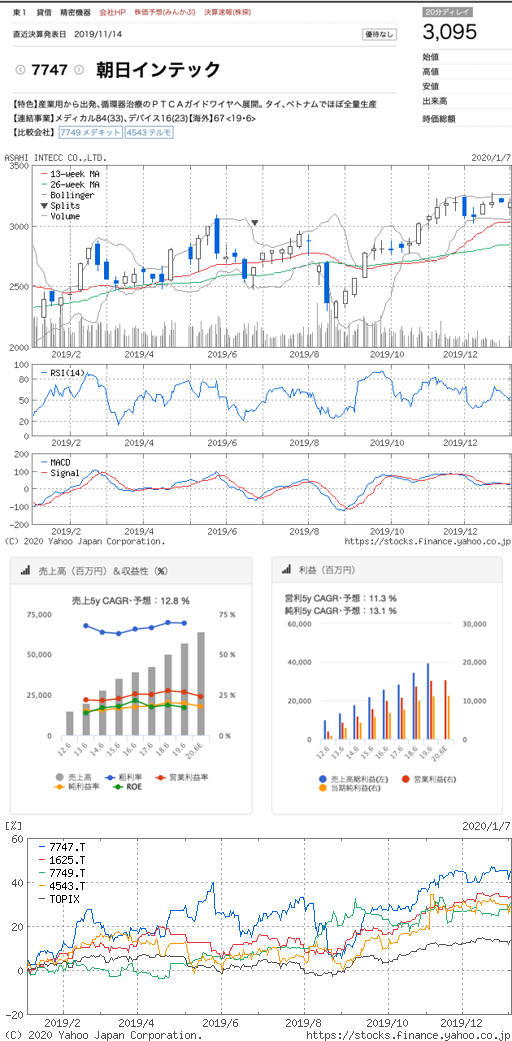 東1 貸借 精密機器 会社HP 株価予想(みんかぶ) 決算速報(株探)
20分ディレイ
3,095
直近決算発表日 2019/11/14
優待なし
7747 朝日インテック
始値
高値
安値
出来高
時価総額
【特色】産業用から出発、循環器治療のPTCAガイドワイヤへ展開。タイ、ベトナムでほぼ全量生産
【連結事業】メディカル84(33)、デバイス16(23)【海外】67 <19・6>
【比較会社】 7749 メデキット 4543 テルモ
ASAHI INTECC CO.,LTD. 2020/1/7
3500
13-week MA
26-week MA
Bollinger
Splits
Volume
3000
2500
2000
2019/2 2019/4 2019/6 2019/8 2019/10 2019/12
100
RSI(14)
80
60
40
20
0
2019/2 2019/4 2019/6 2019/8 2019/10 2019/12
200
MACD
Signal
100
0
-100
-200
2019/2 2019/4 2019/6 2019/8 2019/10 2019/12
(C) 2020 Yahoo Japan Corporation. https://stocks.finance.yahoo.co.jp
売上高（百万円）＆収益性（%）
売上5y CAGR・予想：12.8 %
75,000 75 %
50,000 50 %
25,000 25 %
0 0 %
12.6 13.6 14.6 15.6 16.6 17.6 18.6 19.6 20.6E
売上高 粗利率 営業利益率
純利益率 ROE
利益（百万円）
営利5y CAGR・予想：11.3 %
純利5y CAGR・予想：13.1 %
60,000 30,000
40,000 20,000
20,000 10,000
0 0
12.6 13.6 14.6 15.6 16.6 17.6 18.6 19.6 20.6E
売上高総利益(左) 営業利益(右)
当期純利益(右)
[%] 2020/1/7
60
7747.T
1625.T
7749.T
4543.T
TOPIX
40
20
0
-20
2019/2 2019/4 2019/6 2019/8 2019/10 2019/12
(C) 2020 Yahoo Japan Corporation. https://stocks.finance.yahoo.co.jp